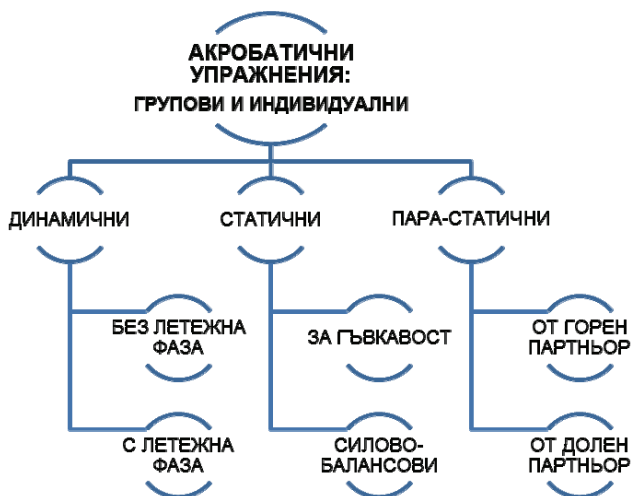 АКРОБАТИЧНИ
УПРАЖНЕНИЯ:
ГРУПОВИ И ИНДИВИДУАЛНИ
ДИНАМИЧНИ
СТАТИЧНИ
ПАРА-СТАТИЧНИ
БЕЗ ЛЕТЕЖНА
ФАЗА
ЗА ГЪВКАВОСТ
ОТ ГОРЕН
ПАРТНЬОР
С ЛЕТЕЖНА
ФАЗА
СИЛОВО-
БАЛАНСОВИ
ОТ ДОЛЕН
ПАРТНЬОР